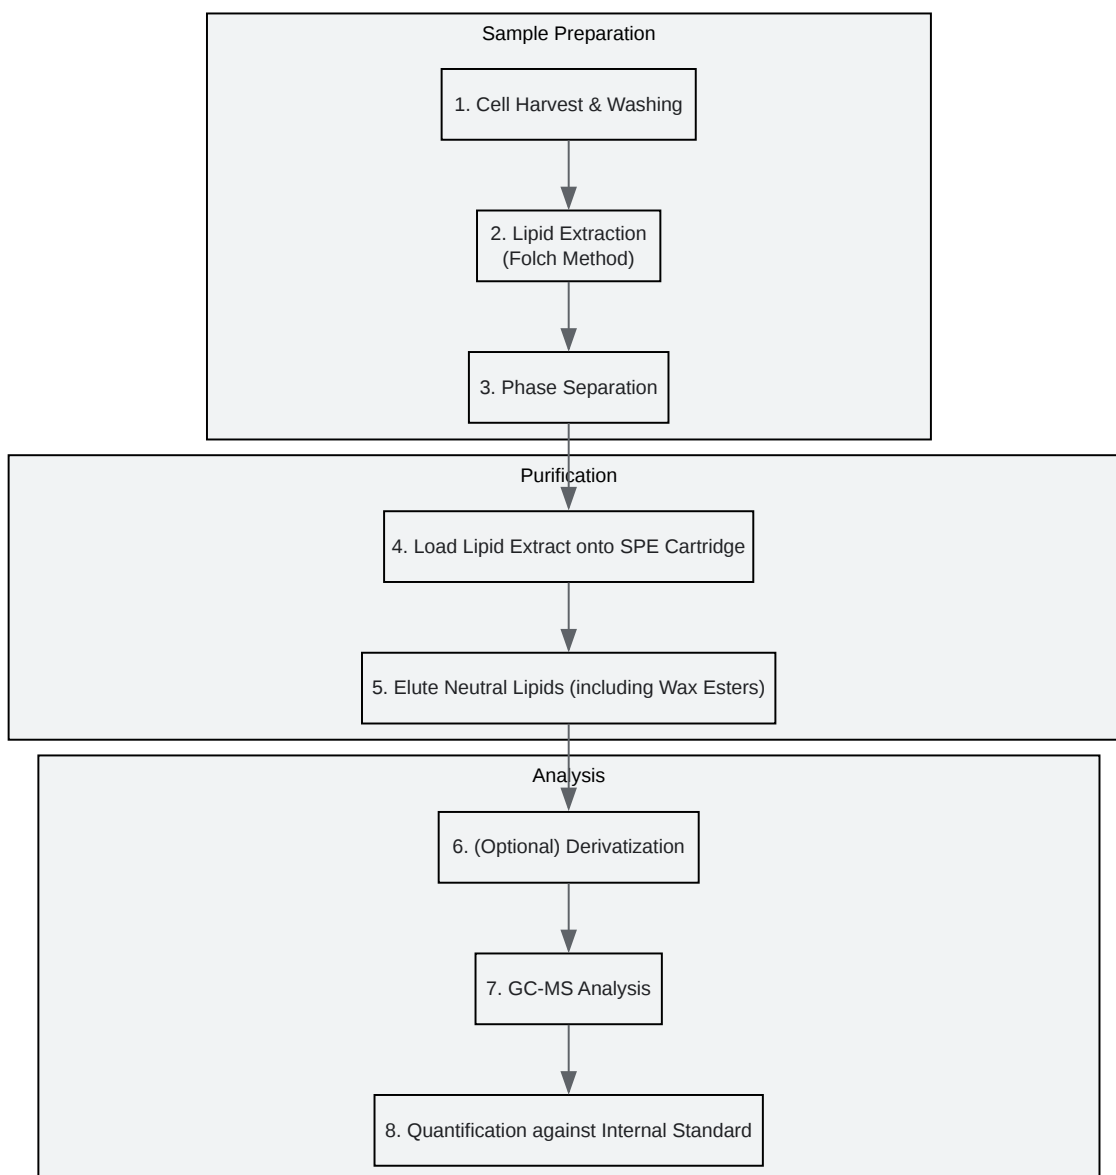 Sample Preparation
1. Cell Harvest & Washing
2. Lipid Extraction
(Folch Method)
3. Phase Separation
Purification
4. Load Lipid Extract onto SPE Cartridge
5. Elute Neutral Lipids (including Wax Esters)
Analysis
6. (Optional) Derivatization
7. GC-MS Analysis
8. Quantification against Internal Standard